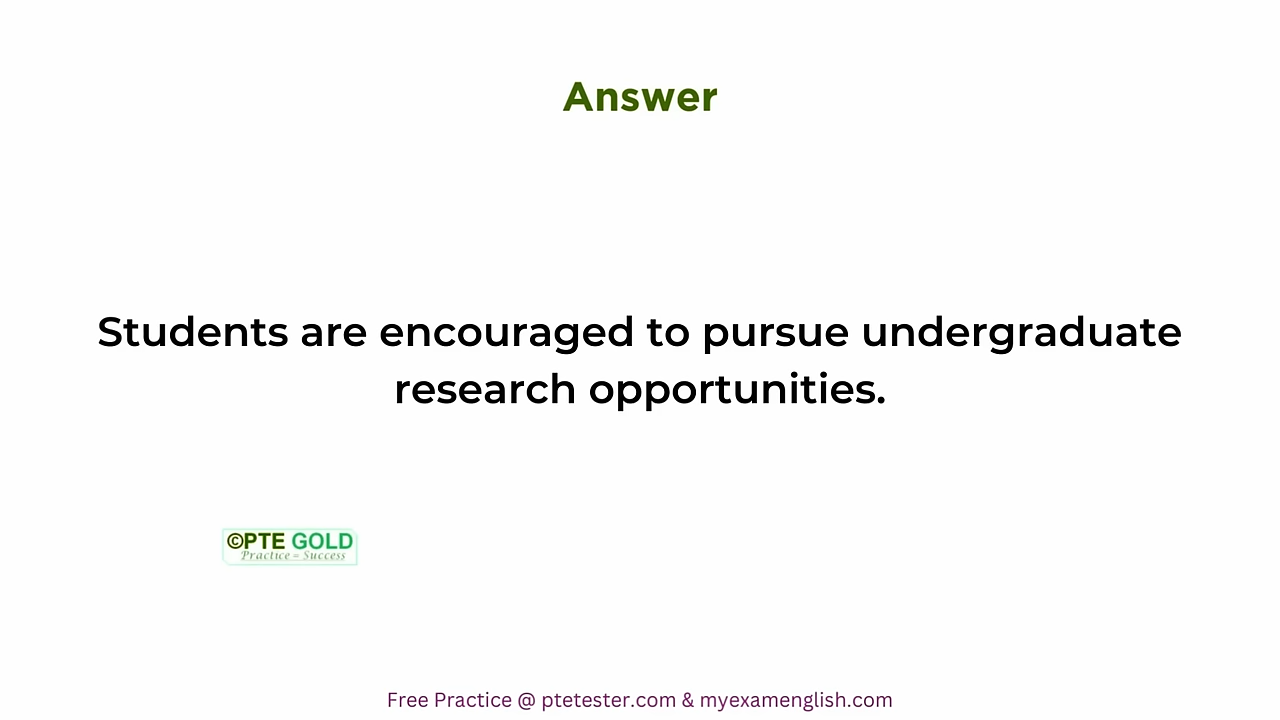 Answer
Students are encouraged to pursue undergraduate
research opportunities.
©PTE GOLD
Practice = Success
Free Practice @ ptetester.com & myexamenglish.com